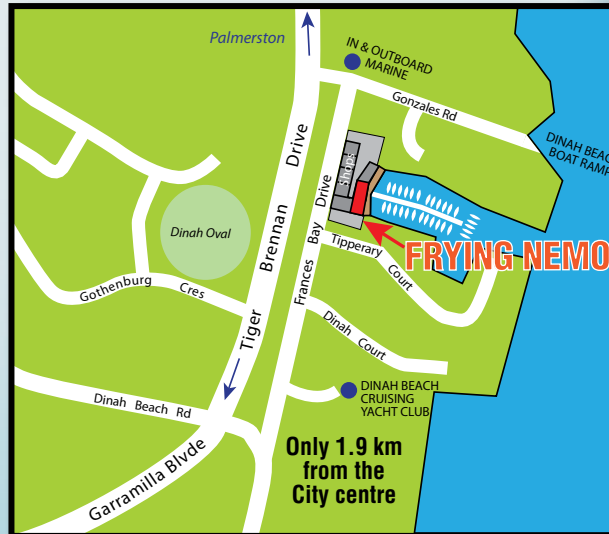 Palmerston
IN & OUTBOARD
MARINE
Gonzales Rd
DINAH BEACH
BOAT RAMP
Shops
Tiger Brennan Drive
Frances Bay Drive
Dinah Oval
Tipperary Court
FRYING NEMO
Gothenburg Cres
Dinah Court
DINAH BEACH
CRUISING
YACHT CLUB
Dinah Beach Rd
Garramilla Blvde
Only 1.9 km
from the
City centre